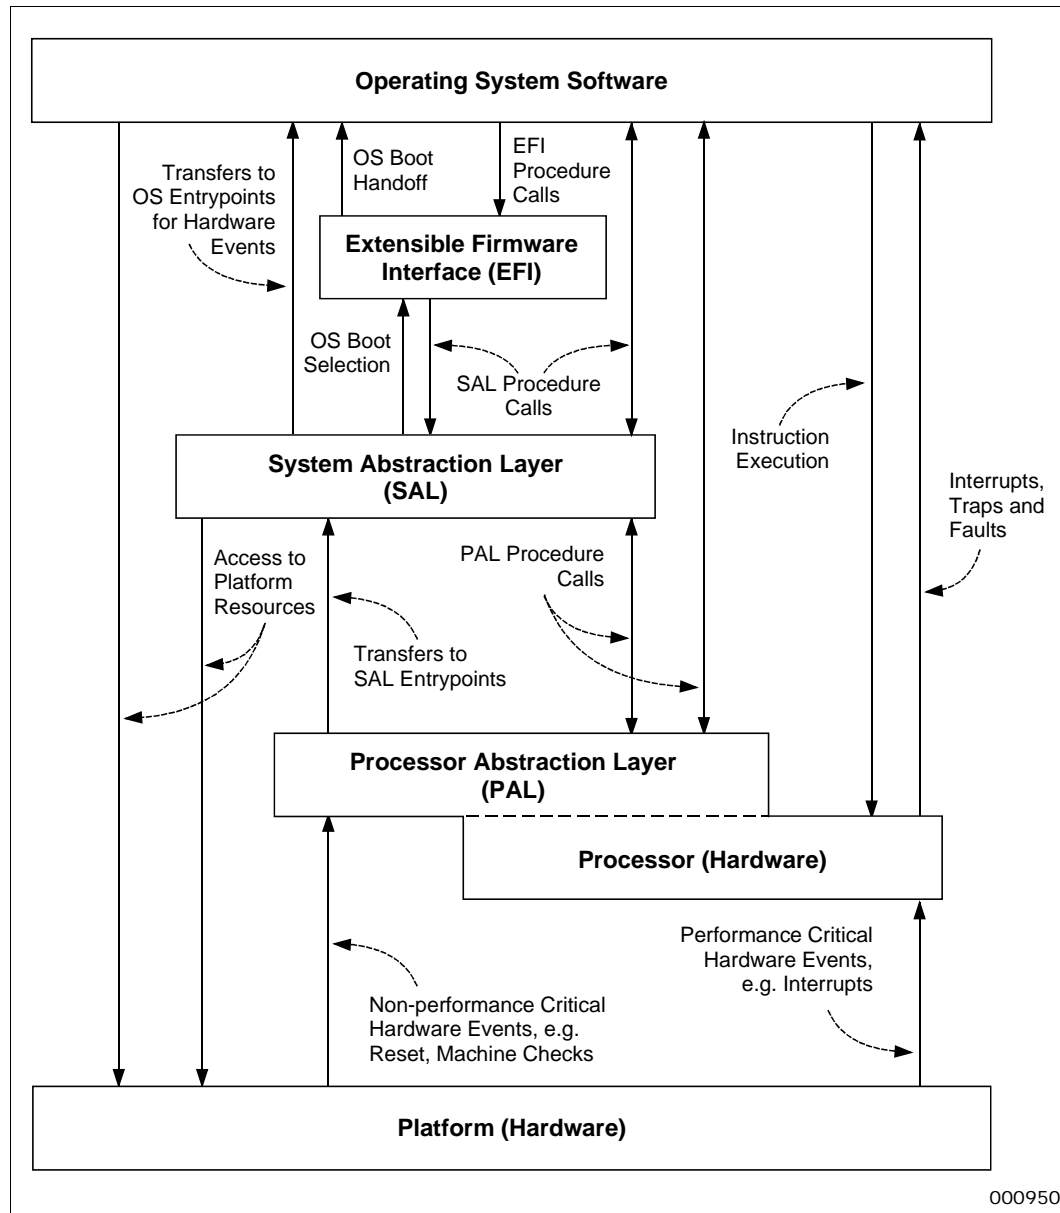 Operating System Software
Transfers to
OS Entrypoints
for Hardware
Events
OS Boot
Handoff
EFI
Procedure
Calls
Extensible Firmware
Interface (EFI)
OS Boot
Selection
SAL Procedure
Calls
Instruction
Execution
System Abstraction Layer
(SAL)
Interrupts,
Traps and
Faults
Access to
Platform
Resources
PAL Procedure
Calls
Transfers to
SAL Entrypoints
Processor Abstraction Layer
(PAL)
Processor (Hardware)
Performance Critical
Hardware Events,
e.g. Interrupts
Non-performance Critical
Hardware Events, e.g.
Reset, Machine Checks
Platform (Hardware)
000950